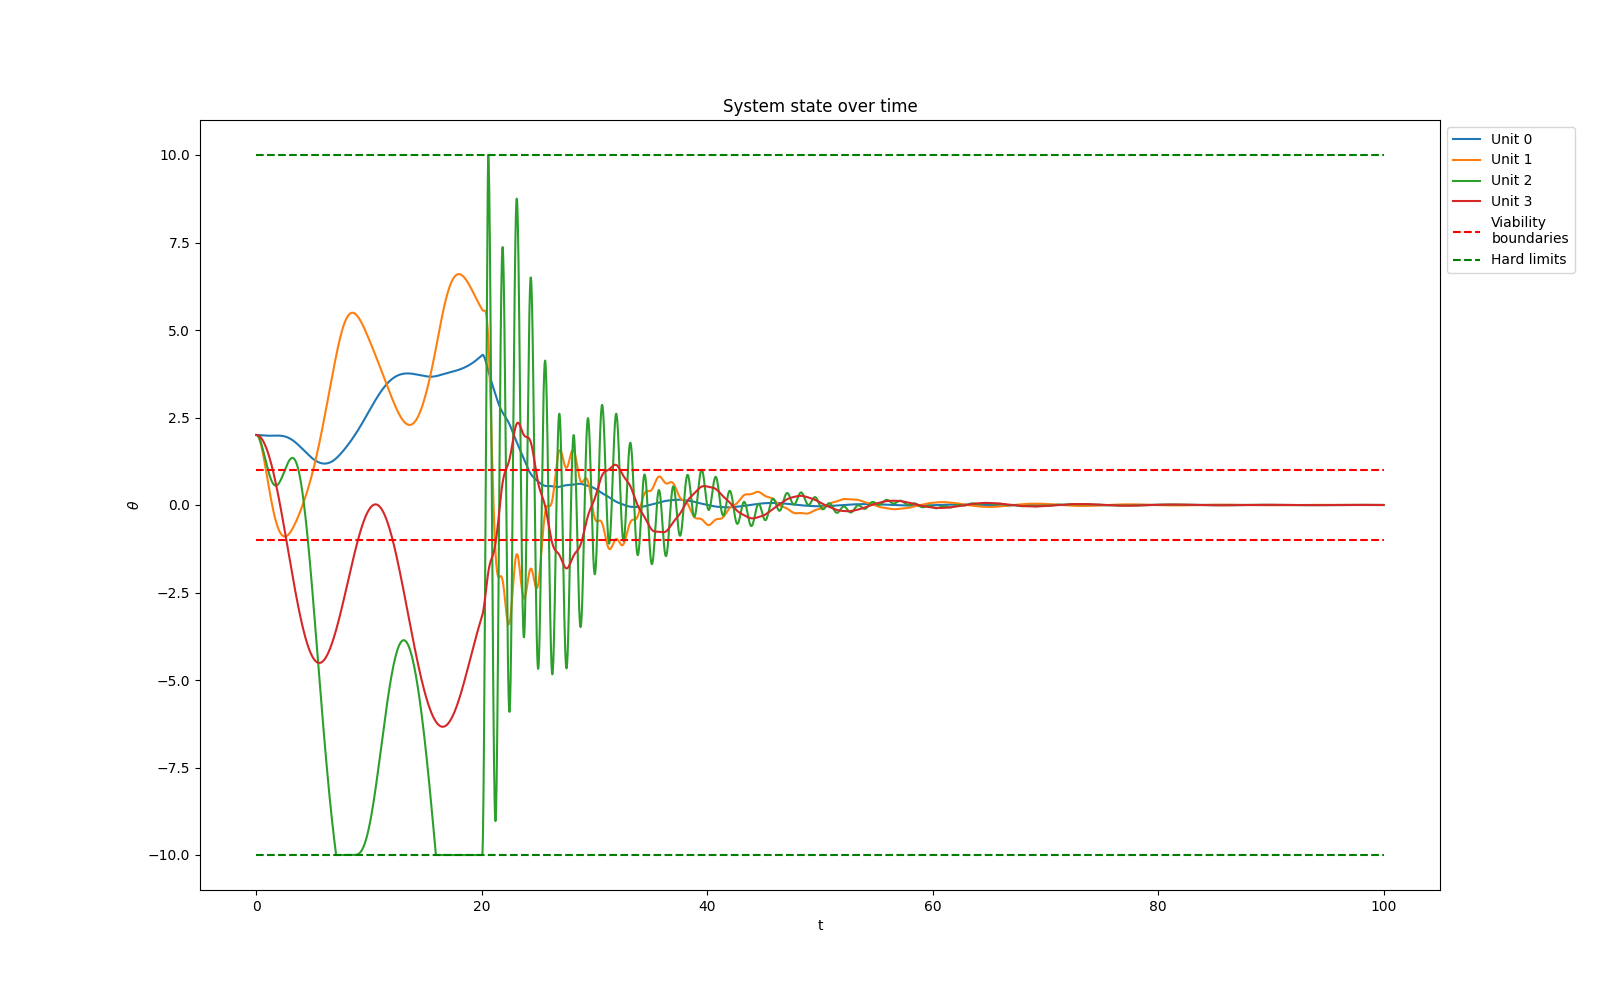 System state over time
10.0
7.5
5.0
2.5
0.0
−2.5
−5.0
−7.5
−10.0
θ
0
20
40
60
80
100
t
Unit 0
Unit 1
Unit 2
Unit 3
Viability
boundaries
Hard limits